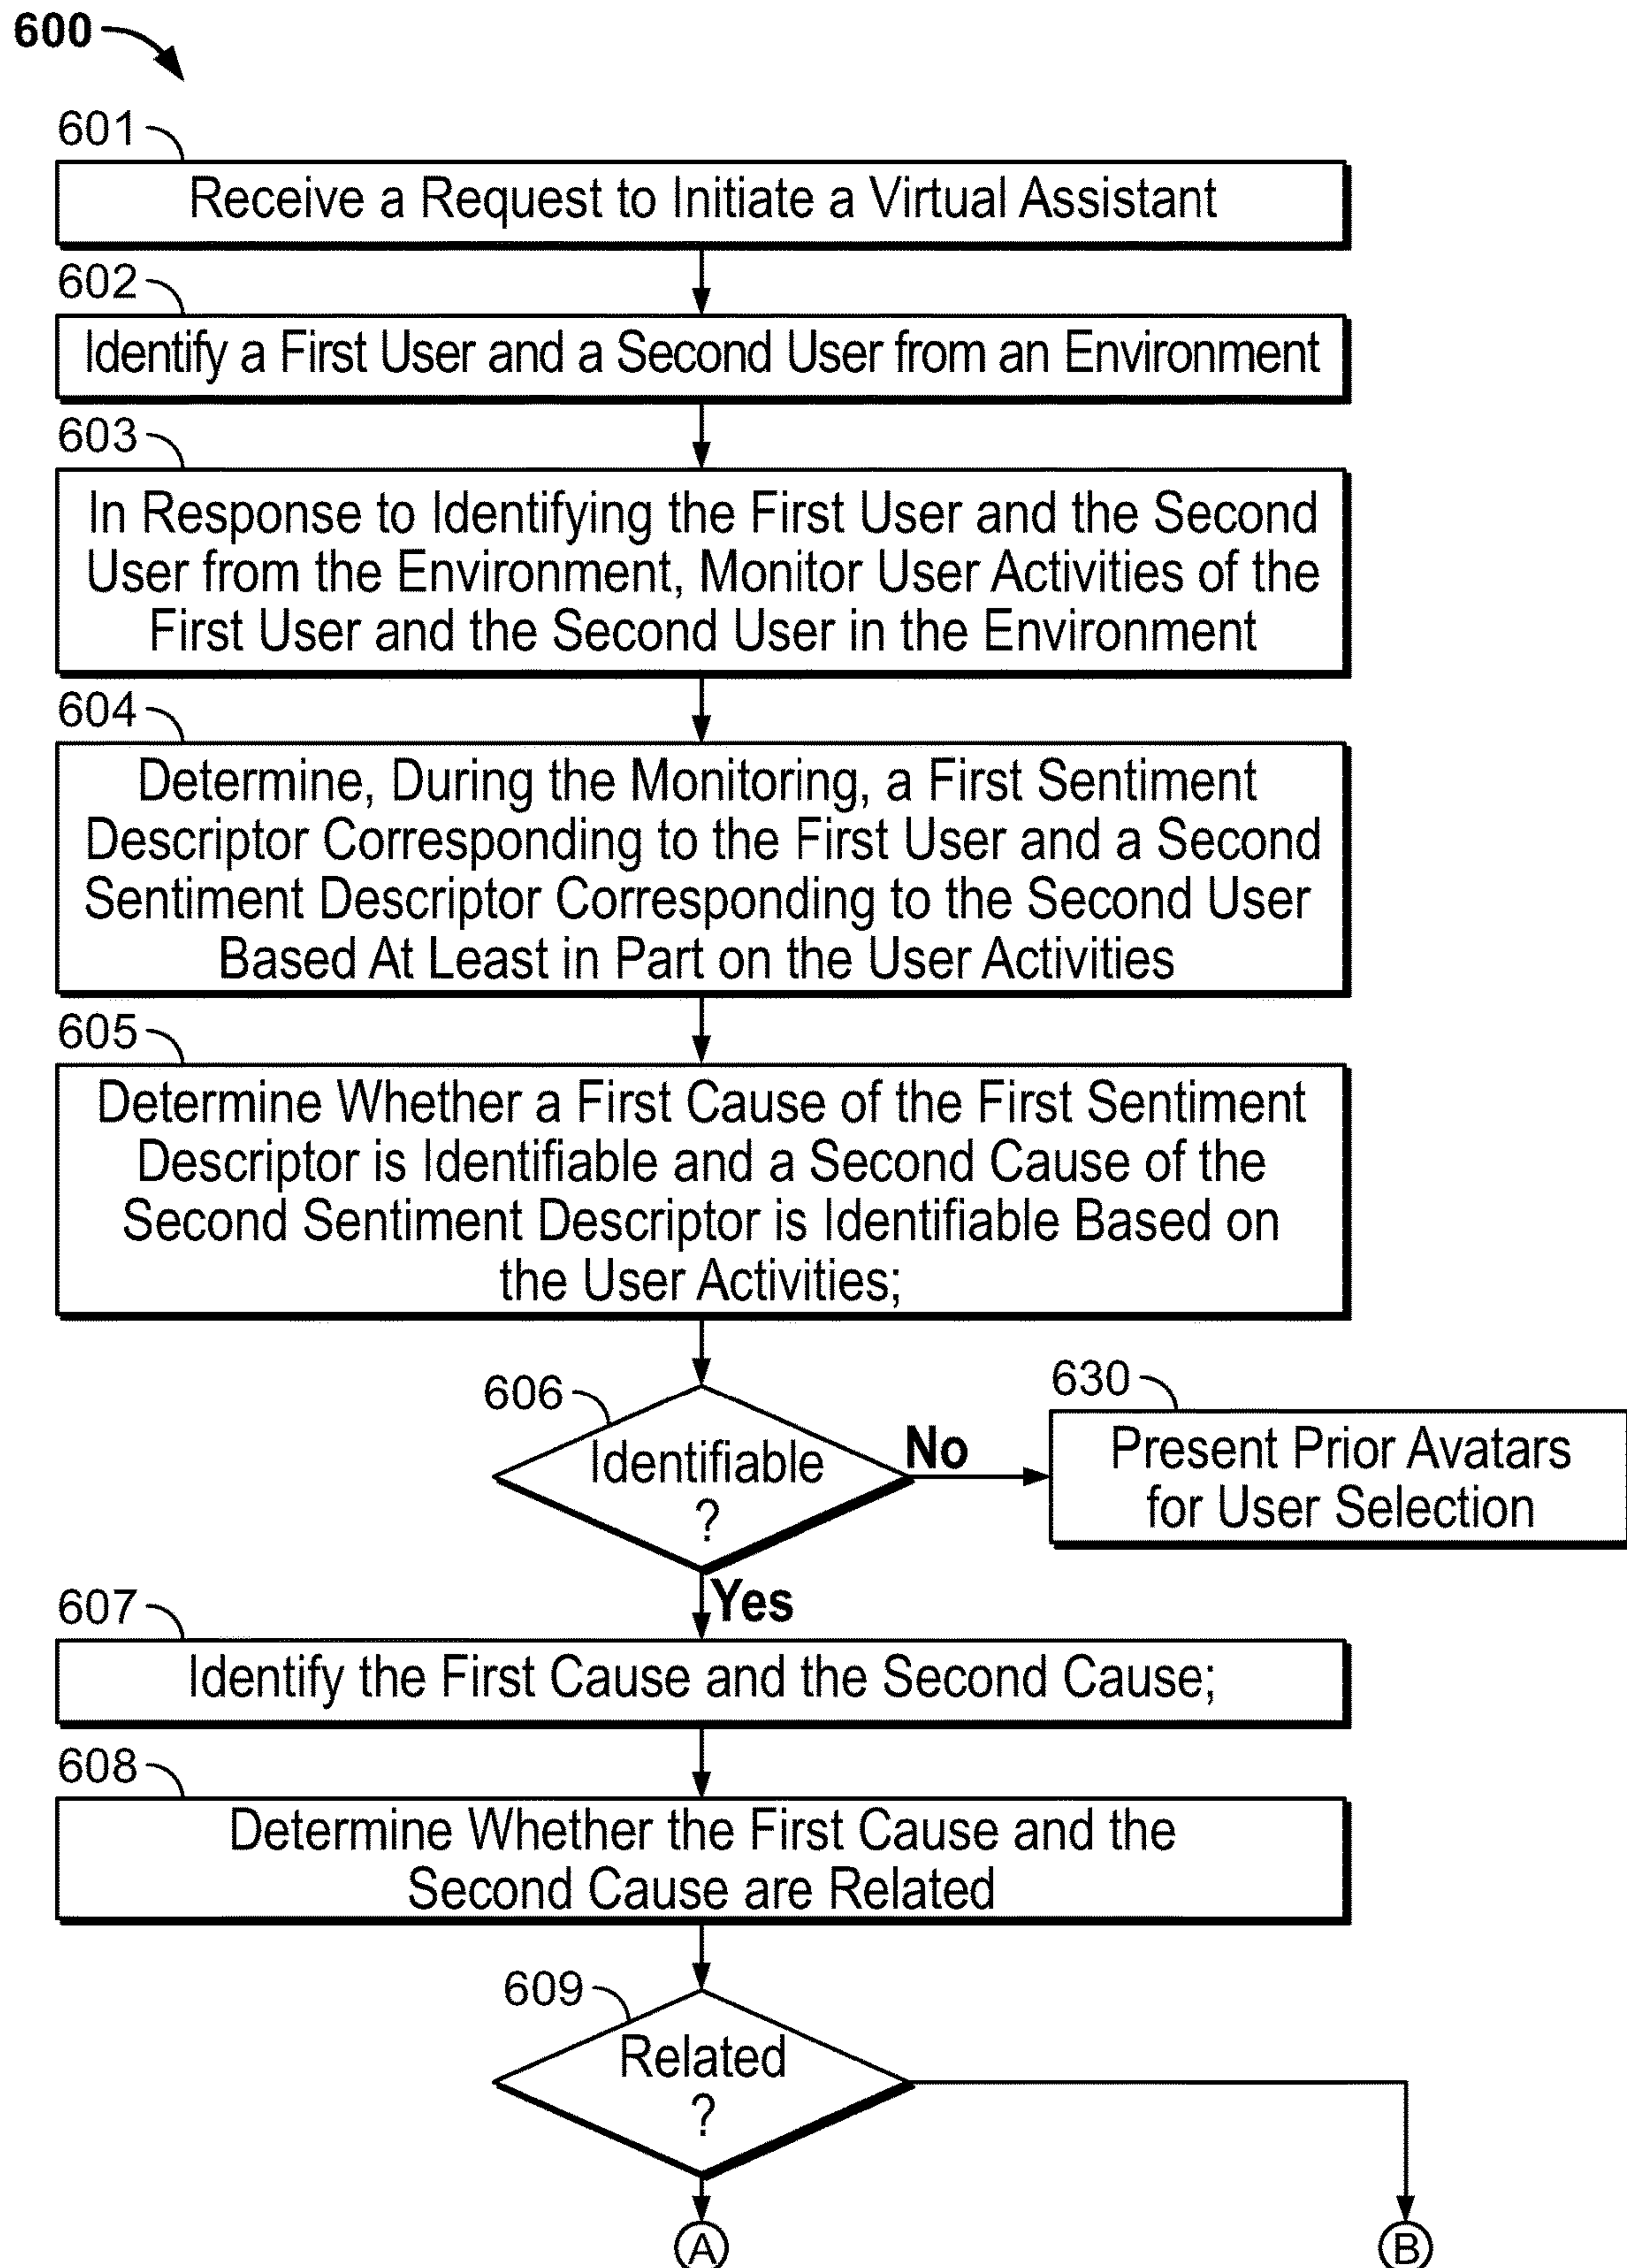 600
601
Receive a Request to Initiate a Virtual Assistant
602
Identify a First User and a Second User from an Environment
603
In Response to Identifying the First User and the Second
User from the Environment, Monitor User Activities of the
First User and the Second User in the Environment
604
Determine, During the Monitoring, a First Sentiment
Descriptor Corresponding to the First User and a Second
Sentiment Descriptor Corresponding to the Second User
Based At Least in Part on the User Activities
605
Determine Whether a First Cause of the First Sentiment
Descriptor is Identifiable and a Second Cause of the
Second Sentiment Descriptor is Identifiable Based on
the User Activities;
606
Identifiable
?
No
630
Present Prior Avatars
for User Selection
Yes
607
Identify the First Cause and the Second Cause;
608
Determine Whether the First Cause and the
Second Cause are Related
609
Related
?
A
B